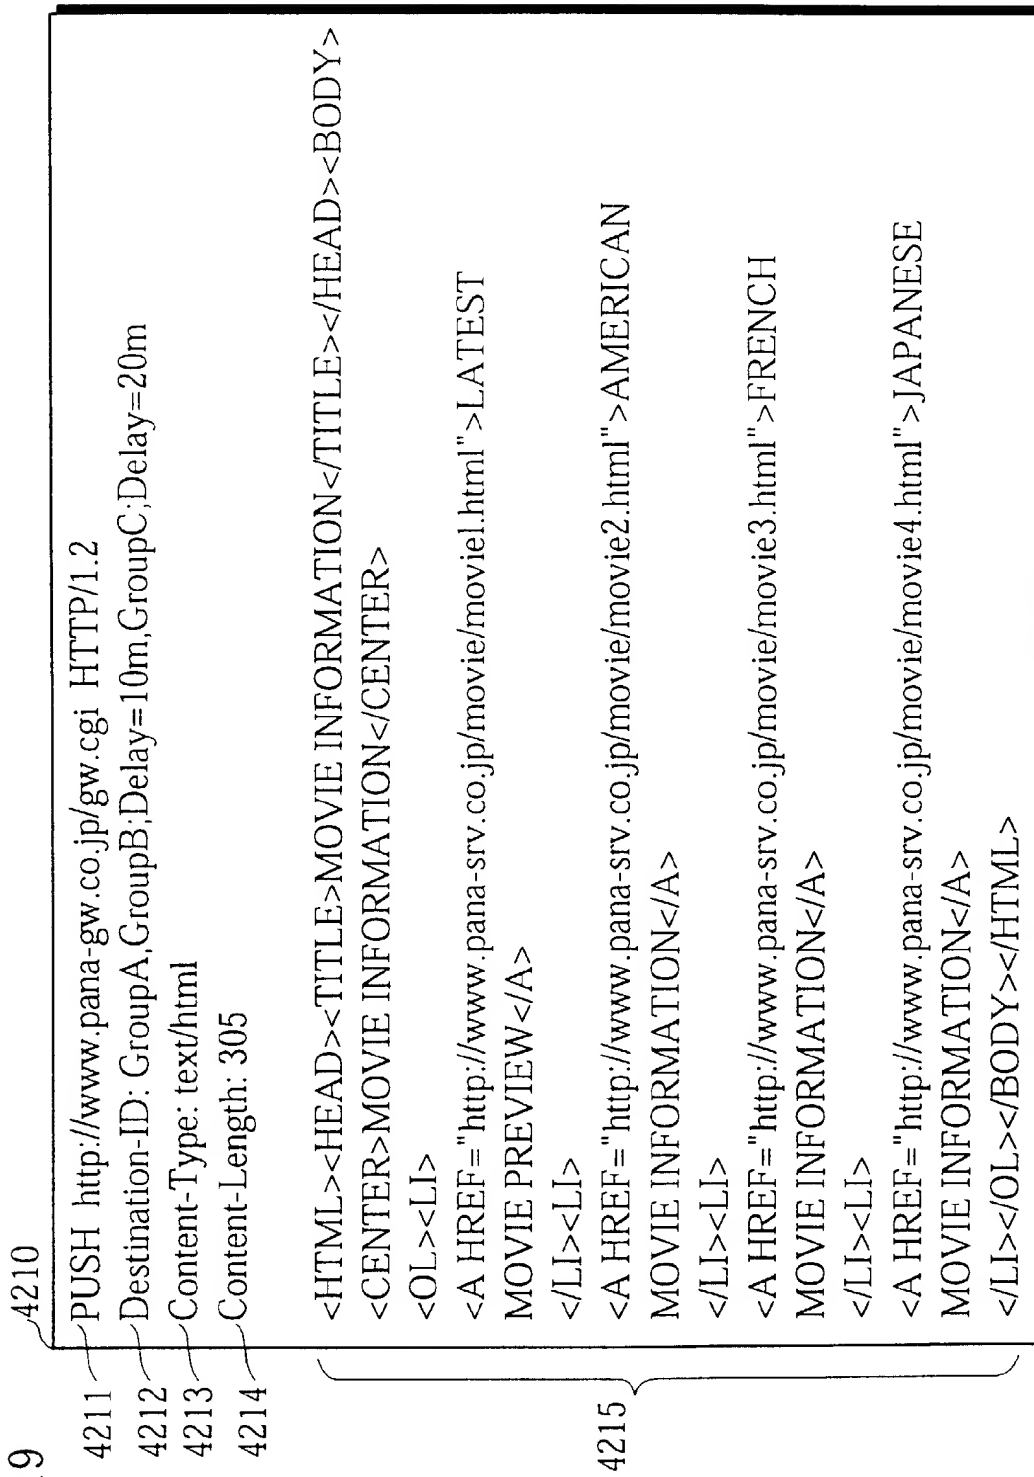 9
4210
4211 PUSH http://www.pana-gw.co.jp/gw.cgi HTTP/1.2
4212 Destination-ID: GroupA,GroupB;Delay=10m,GroupC;Delay=20m
4213 Content-Type: text/html
4214 Content-Length: 305
4215
<HTML><HEAD><TITLE>MOVIE INFORMATION</TITLE></HEAD><BODY>
<CENTER>MOVIE INFORMATION</CENTER>
<OL><LI>
<A HREF="http://www.pana-srv.co.jp/movie/movie1.html">LATEST
MOVIE PREVIEW</A>
</LI><LI>
<A HREF="http://www.pana-srv.co.jp/movie/movie2.html">AMERICAN
MOVIE INFORMATION</A>
</LI><LI>
<A HREF="http://www.pana-srv.co.jp/movie/movie3.html">FRENCH
MOVIE INFORMATION</A>
</LI><LI>
<A HREF="http://www.pana-srv.co.jp/movie/movie4.html">JAPANESE
MOVIE INFORMATION</A>
</LI></OL></BODY></HTML>